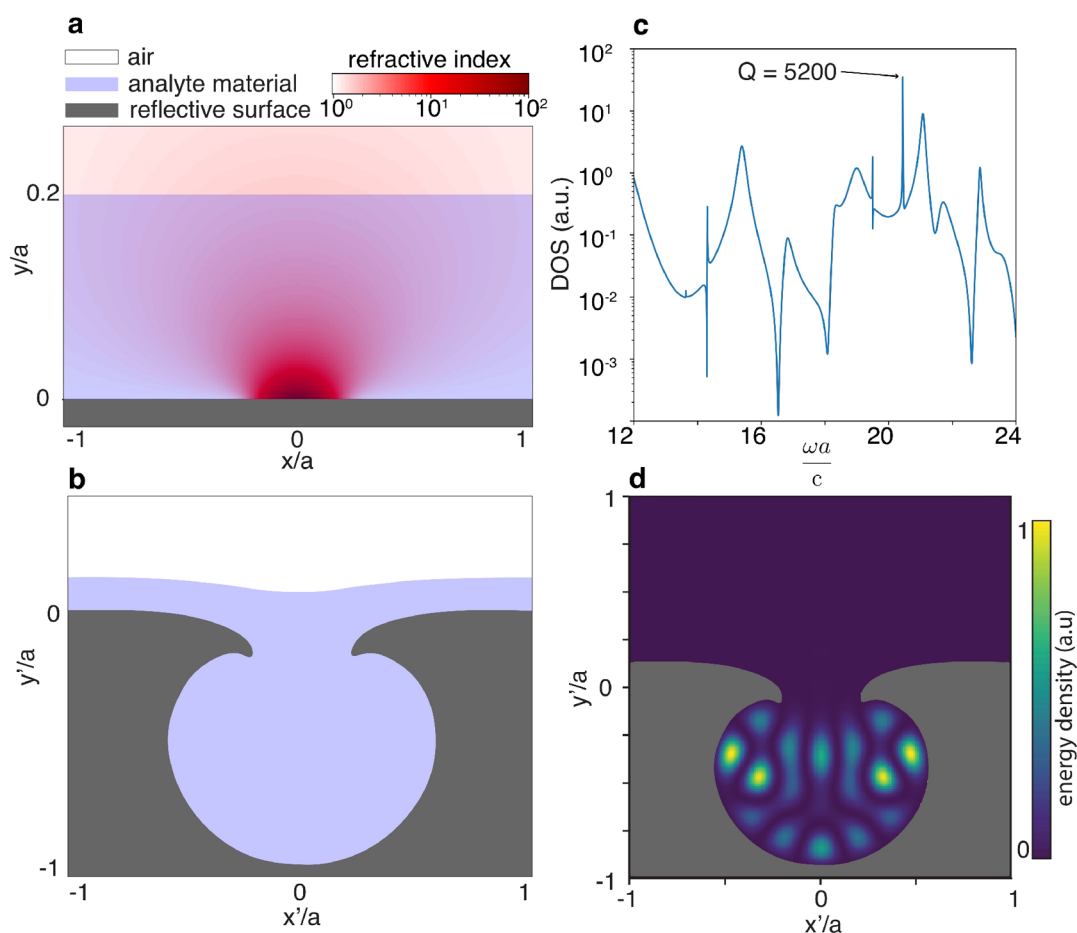 a
air
analyte material
reflective surface
refractive index
10^0 10^1 10^2
0.2
y/a
0
-1 0 1
x/a
b
0
y'/a
-1
-1 0 1
x'/a
c
Q = 5200
10^2
10^1
10^0
10^-1
10^-2
10^-3
DOS (a.u.)
12 16 20 24
ωa
c
d
1
y'/a
0
-1
-1 0 1
x'/a
1
energy density (a.u)
0